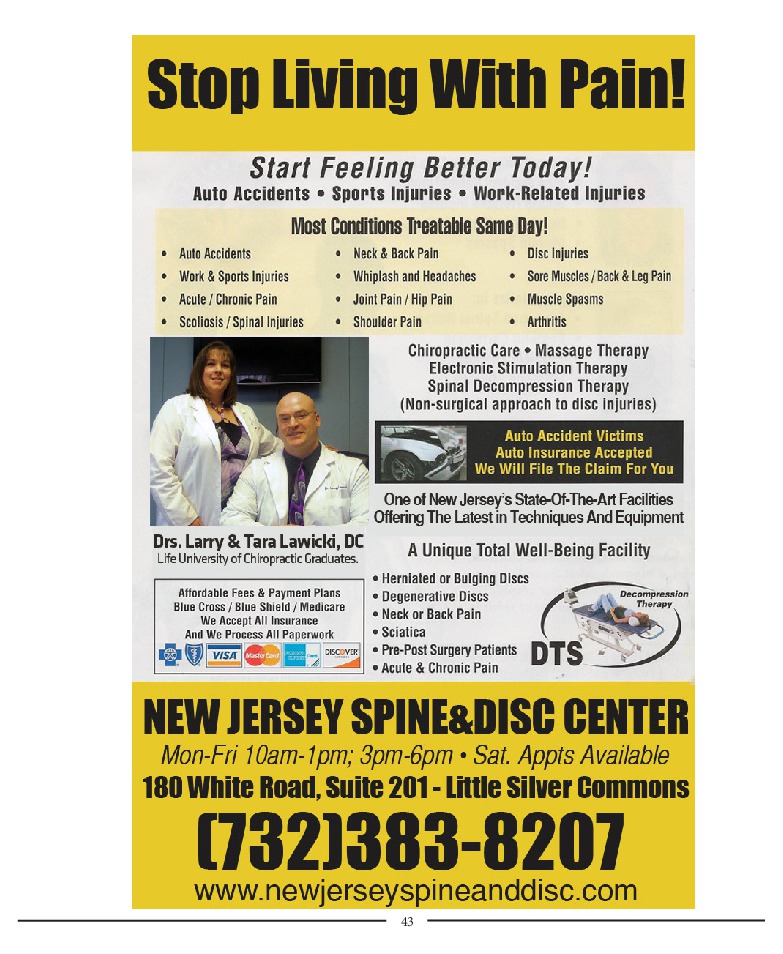 Stop Living With Pain!
Start Feeling Better Today!
Auto Accidents • Sports Injuries • Work-Related Injuries
Most Conditions Treatable Same Day!
• Auto Accidents
• Work & Sports Injuries
• Acute / Chronic Pain
• Scoliosis / Spinal Injuries
• Neck & Back Pain
• Whiplash and Headaches
• Joint Pain / Hip Pain
• Shoulder Pain
• Disc Injuries
• Sore Muscles / Back & Leg Pain
• Muscle Spasms
• Arthritis
Chiropractic Care • Massage Therapy
Electronic Stimulation Therapy
Spinal Decompression Therapy
(Non-surgical approach to disc injuries)
Auto Accident Victims
Auto Insurance Accepted
We Will File The Claim For You
One of New Jersey's State-Of-The-Art Facilities
Offering The Latest in Techniques And Equipment
Drs. Larry & Tara Lawicki, DC
Life University of Chiropractic Graduates.
Affordable Fees & Payment Plans
Blue Cross / Blue Shield / Medicare
We Accept All Insurance
And We Process All Paperwork
VISA MasterCard DISCOVER
A Unique Total Well-Being Facility
• Herniated or Bulging Discs
• Degenerative Discs
• Neck or Back Pain
• Sciatica
• Pre-Post Surgery Patients
• Acute & Chronic Pain
Decompression
Therapy
DTS
NEW JERSEY SPINE&DISC CENTER
Mon-Fri 10am-1pm; 3pm-6pm • Sat. Appts Available
180 White Road, Suite 201 - Little Silver Commons
(732)383-8207
www.newjerseyspineanddisc.com
43